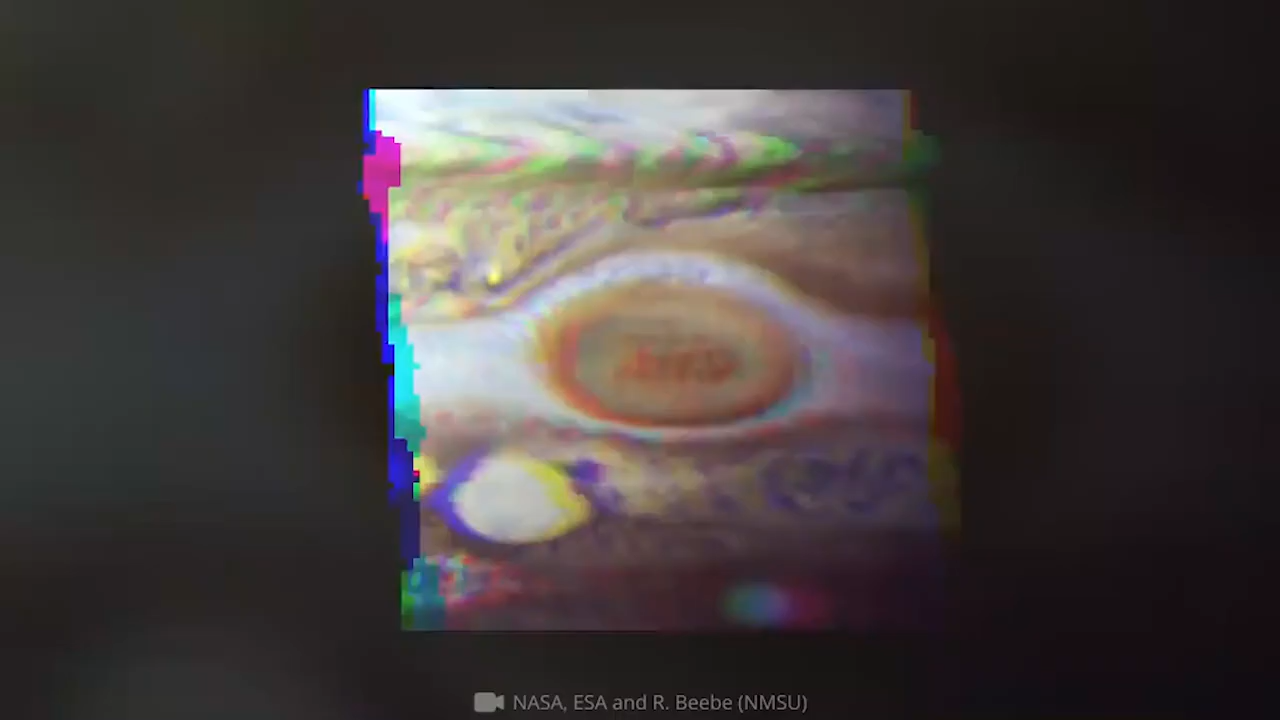 NASA, ESA and R. Beebe (NMSU)